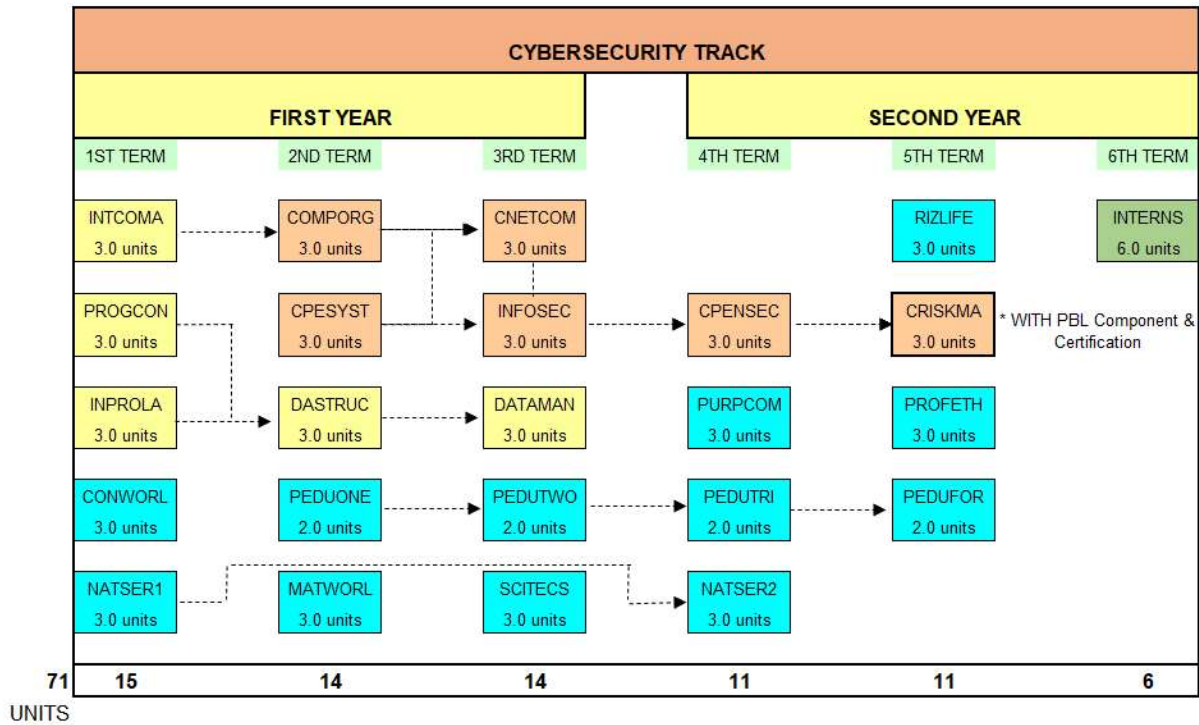 CYBERSECURITY TRACK
FIRST YEAR
SECOND YEAR
1ST TERM
2ND TERM
3RD TERM
4TH TERM
5TH TERM
6TH TERM
INTCOMA
3.0 units
COMPORG
3.0 units
CNETCOM
3.0 units
RIZLIFE
3.0 units
INTERNS
6.0 units
PROGCON
3.0 units
CPESYST
3.0 units
INFOSEC
3.0 units
CPENSEC
3.0 units
CRISKMA
3.0 units
* WITH PBL Component &
Certification
INPROLA
3.0 units
DASTRUC
3.0 units
DATAMAN
3.0 units
PURPCOM
3.0 units
PROFETH
3.0 units
CONWORL
3.0 units
PEDUONE
2.0 units
PEDUTWO
2.0 units
PEDUTRI
2.0 units
PEDUFOR
2.0 units
NATSER1
3.0 units
MATWORL
3.0 units
SCITECS
3.0 units
NATSER2
3.0 units
71 15 14 14 11 11 6
UNITS